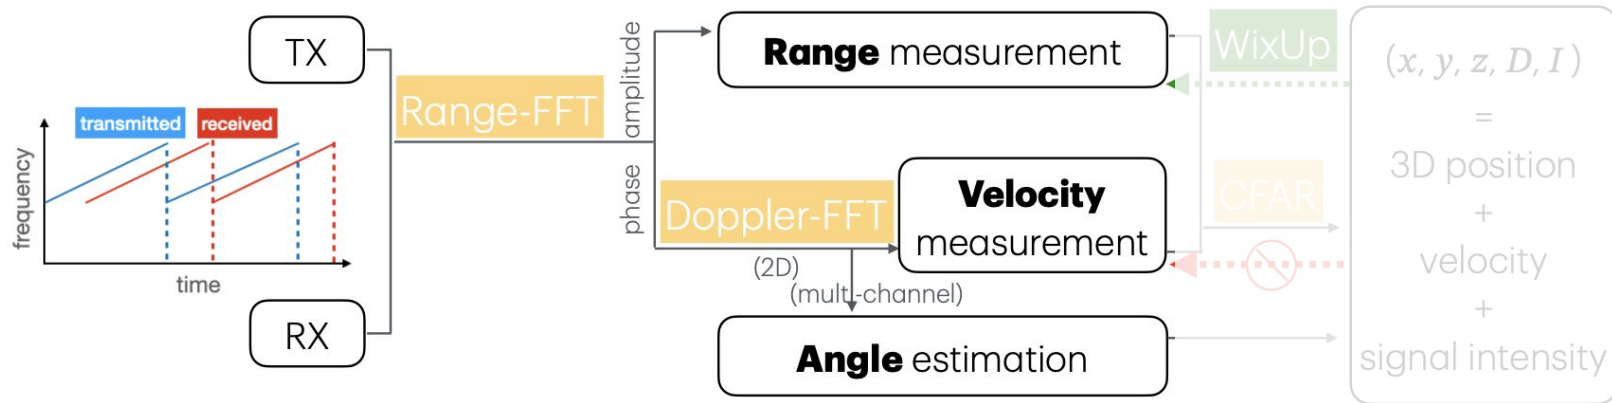 TX
transmitted
received
frequency
time
RX
Range-FFT
amplitude
phase
Range measurement
Doppler-FFT
(2D)
(mult-channel)
Velocity
measurement
Angle estimation
WixUp
CFAR
(x, y, z, D, I )
=
3D position
+
velocity
+
signal intensity